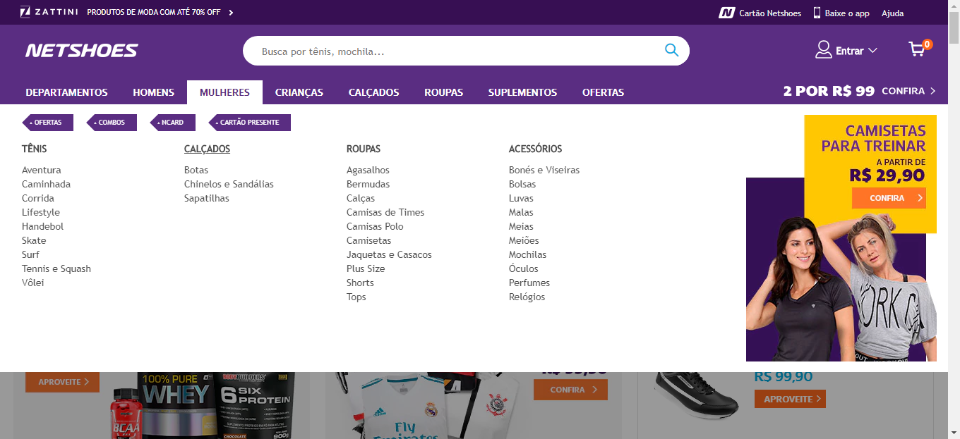 ZATTINI PRODUTOS DE MODA COM ATÉ 70% OFF
Cartão Netshoes Baixe o app Ajuda
NETSHOES
Busca por tênis, mochila...
Entrar
0
DEPARTAMENTOS HOMENS MULHERES CRIANÇAS CALÇADOS ROUPAS SUPLEMENTOS OFERTAS
2 POR R$ 99 CONFIRA
OFERTAS COMBOS NCARD CARTÃO PRESENTE
TÊNIS
Aventura
Caminhada
Corrida
Lifestyle
Handebol
Skate
Surf
Tennis e Squash
Vôlei
CALÇADOS
Botas
Chinelos e Sandálias
Sapatilhas
ROUPAS
Agasalhos
Bermudas
Calças
Camisas de Times
Camisas Polo
Camisetas
Jaquetas e Casacos
Plus Size
Shorts
Tops
ACESSÓRIOS
Bonés e Viseiras
Bolsas
Luvas
Malas
Meias
Meiões
Mochilas
Óculos
Perfumes
Relógios
CAMISETAS
PARA TREINAR
A PARTIR DE
R$ 29,90
CONFIRA
APROVEITE
100% PURE
WHEY
BCAA
6 SIX
PROTEIN
CHOCOLATE
900g
Fly
Emirates
CONFIRA
R$ 99,90
APROVEITE